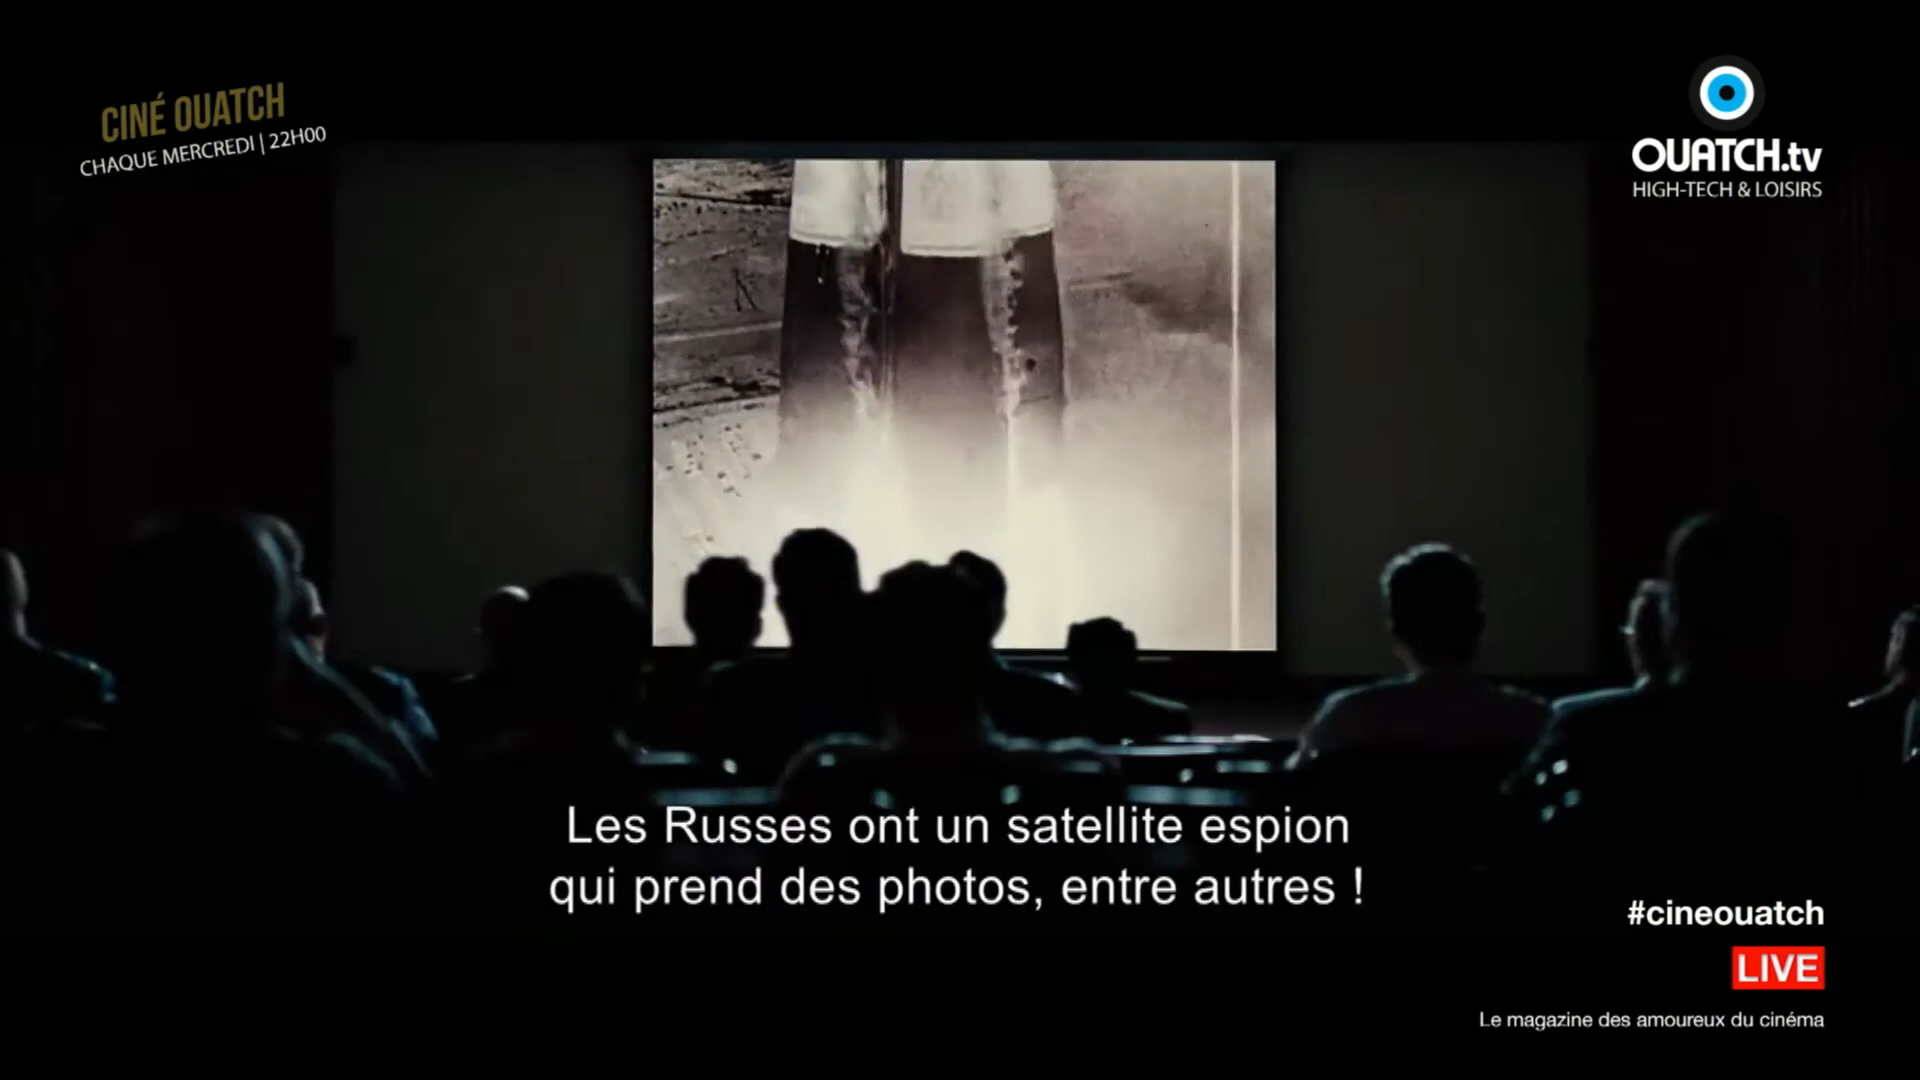 CINÉ OUATCH
CHAQUE MERCREDI | 22H00
OUATCH.tv
HIGH-TECH & LOISIRS
Les Russes ont un satellite espion
qui prend des photos, entre autres !
#cineouatch
LIVE
Le magazine des amoureux du cinéma